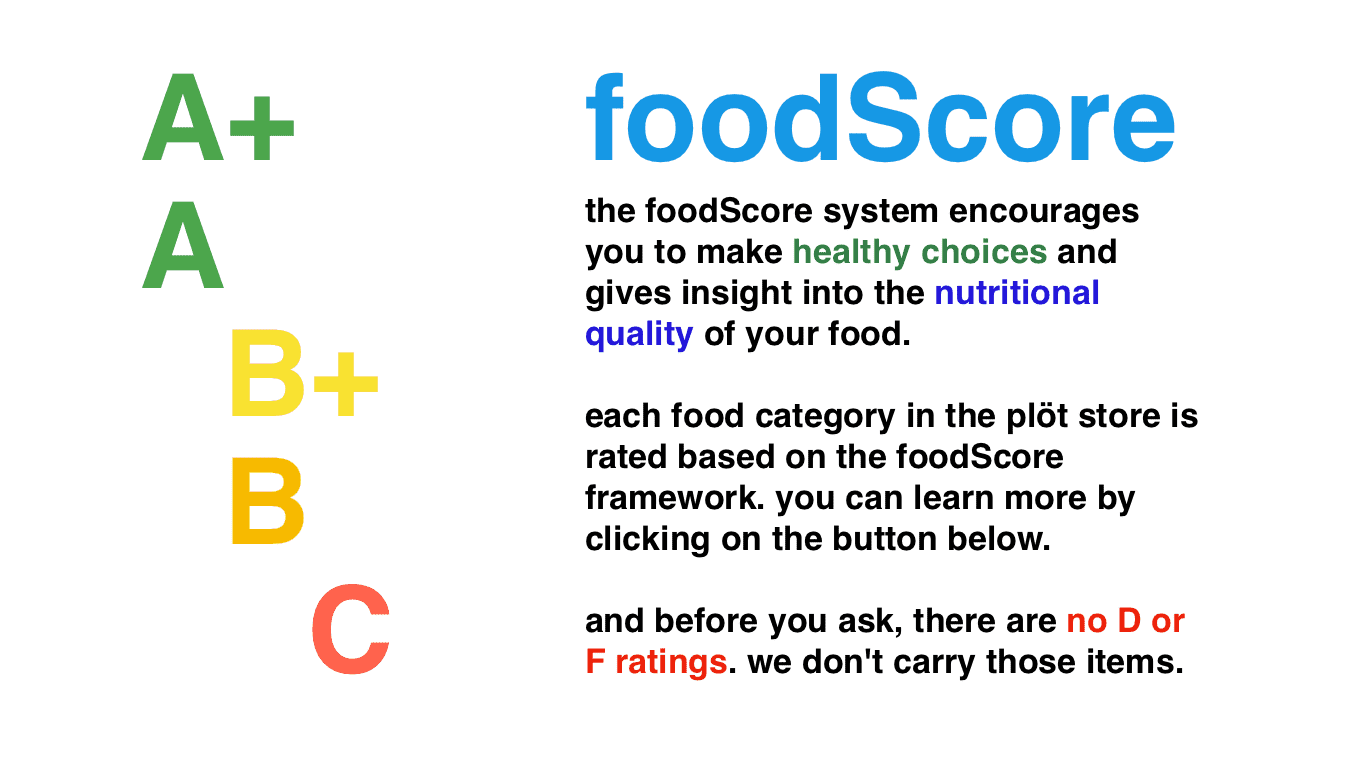 A+
A
B+
B
C
foodScore
the foodScore system encourages
you to make healthy choices and
gives insight into the nutritional
quality of your food.
each food category in the plöt store is
rated based on the foodScore
framework. you can learn more by
clicking on the button below.
and before you ask, there are no D or
F ratings. we don't carry those items.